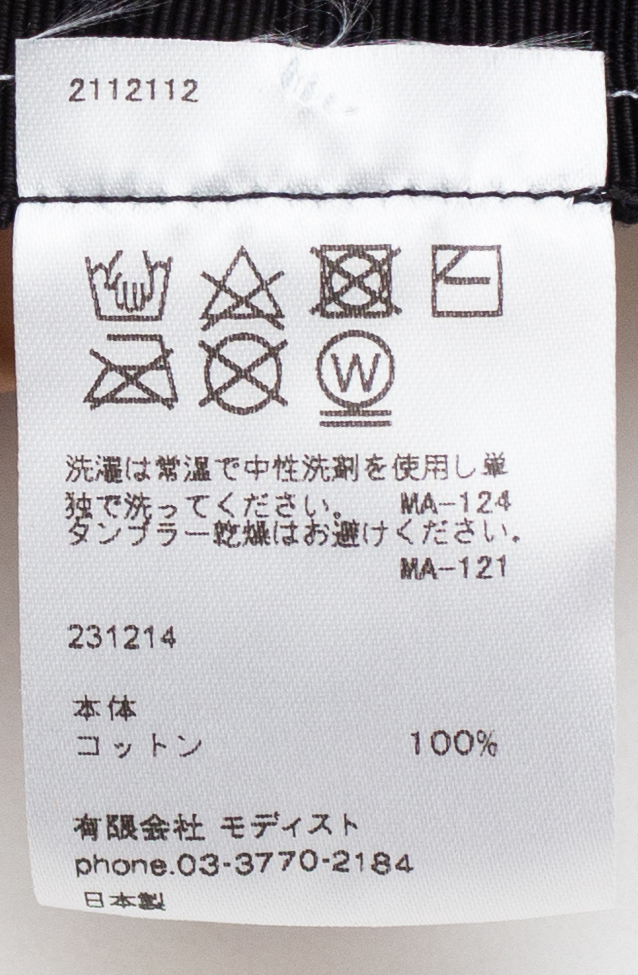 2112112
W
洗濯は常温で中性洗剤を使用し単
独で洗ってください。 MA-124
タンブラー乾燥はお避けください。
MA-121
231214
本体
コットン 100%
有限会社 モディスト
phone.03-3770-2184
日本製